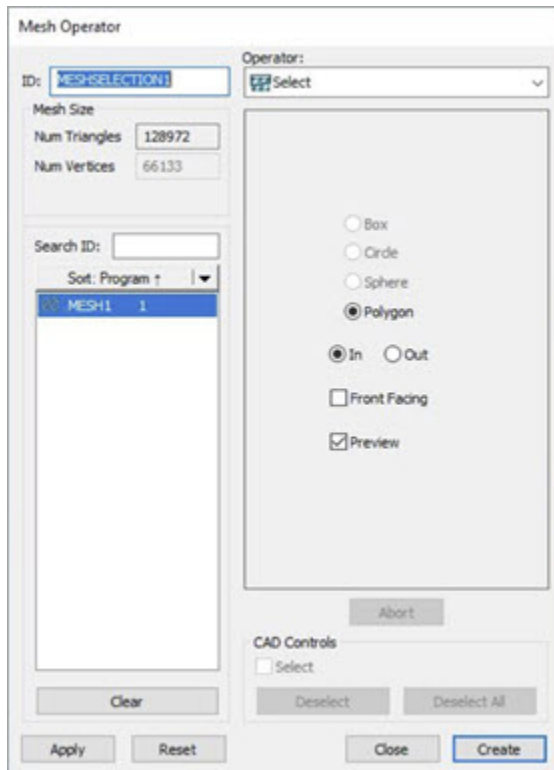 Mesh Operator
ID: MESHSELECTION1
Operator:
Select
Mesh Size
Num Triangles 128972
Num Vertices 66133
Search ID:
Sort: Program ↑
MESH1 1
Box
Circle
Sphere
Polygon
In Out
Front Facing
Preview
Abort
CAD Controls
Select
Deselect Deselect All
Clear
Apply Reset Close Create